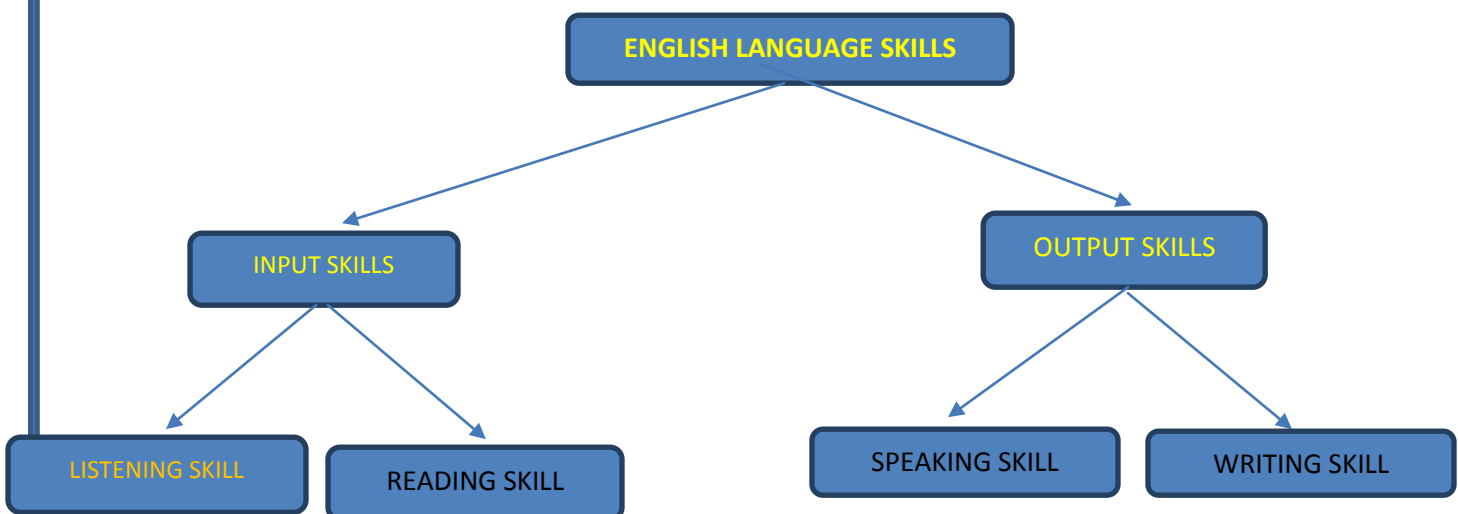 ENGLISH LANGUAGE SKILLS
INPUT SKILLS
OUTPUT SKILLS
LISTENING SKILL
READING SKILL
SPEAKING SKILL
WRITING SKILL